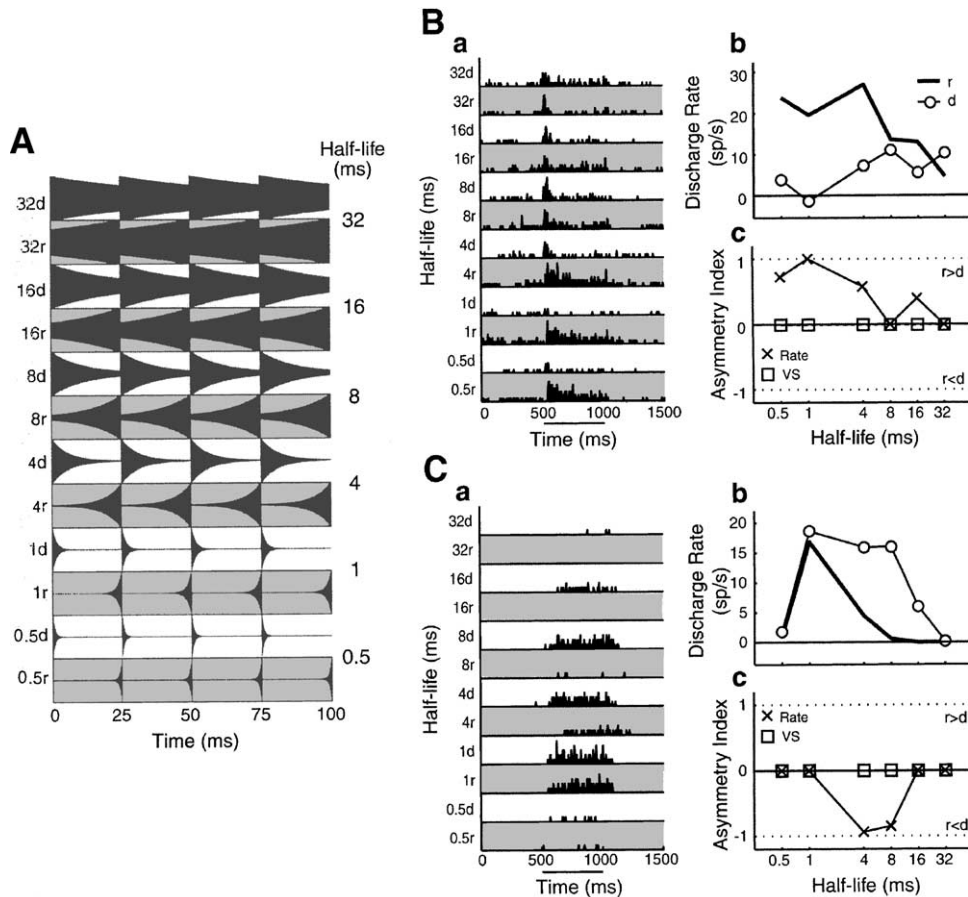 A
Half-life
(ms)
32d
32r
32
16d
16r
16
8d
8r
8
4d
4r
4
1d
1r
1
0.5d
0.5r
0.5
0 25 50 75 100
Time (ms)
B
a
Half-life (ms)
32d
32r
16d
16r
8d
8r
4d
4r
1d
1r
0.5d
0.5r
0 500 1000 1500
Time (ms)
b
Discharge Rate
(sp/s)
30
20
10
0
r
d
c
Asymmetry Index
1
0
-1
r>d
Rate
VS
r<d
0.5 1 4 8 16 32
Half-life (ms)
C
a
Half-life (ms)
32d
32r
16d
16r
8d
8r
4d
4r
1d
1r
0.5d
0.5r
0 500 1000 1500
Time (ms)
b
Discharge Rate
(sp/s)
20
15
10
5
0
c
Asymmetry Index
1
0
-1
Rate
VS
r>d
r<d
0.5 1 4 8 16 32
Half-life (ms)